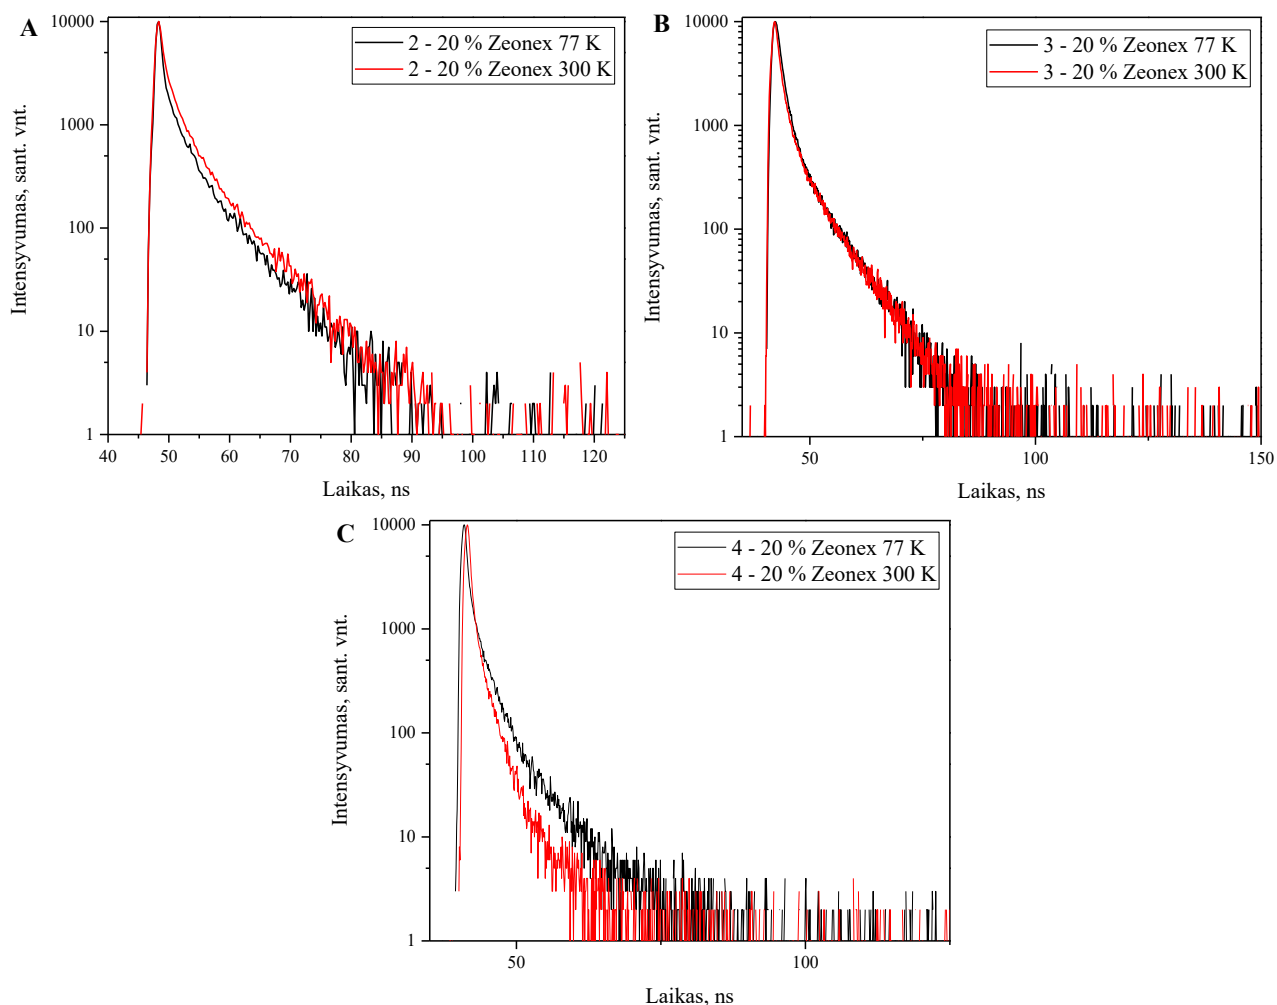 A
2 - 20 % Zeonex 77 K
2 - 20 % Zeonex 300 K
Intensyvumas, sant. vnt.
10000
1000
100
10
1
40 50 60 70 80 90 100 110 120
Laikas, ns
B
3 - 20 % Zeonex 77 K
3 - 20 % Zeonex 300 K
Intensyvumas, sant. vnt.
10000
1000
100
10
1
50 100 150
Laikas, ns
C
4 - 20 % Zeonex 77 K
4 - 20 % Zeonex 300 K
Intensyvumas, sant. vnt.
10000
1000
100
10
1
50 100
Laikas, ns